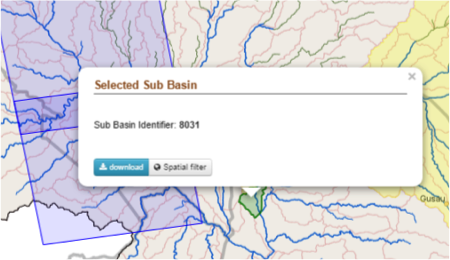 ×
Selected Sub Basin
Sub Basin Identifier: 8031
download Spatial filter
Gusau